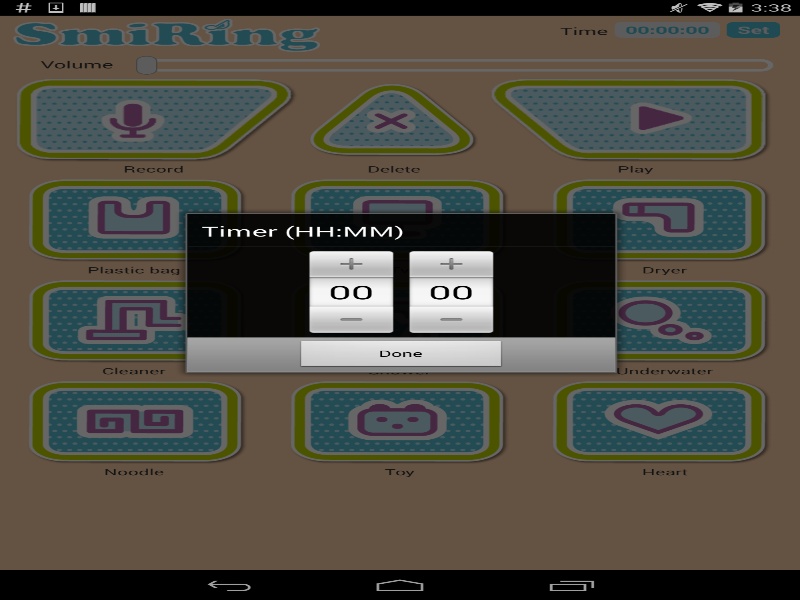 # 3:38
SmiRing
Time 00:00:00 Set
Volume
Record Delete Play
Plastic bag Dryer
Timer (HH:MM)
+ +
00 00
— —
Done
Cleaner Underwater
Noodle Toy Heart